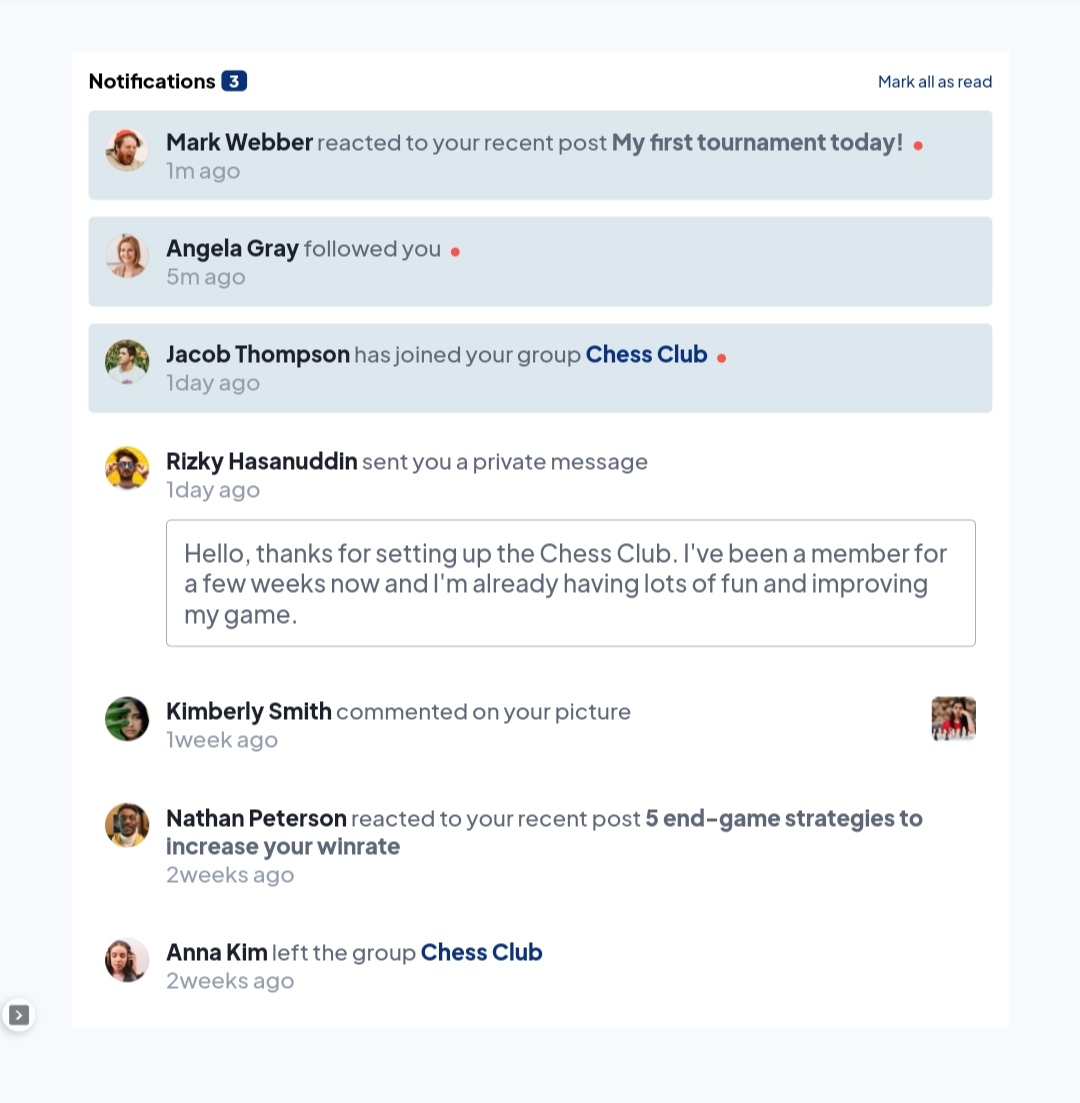 Notifications 3
Mark all as read
Mark Webber reacted to your recent post My first tournament today!
1m ago
Angela Gray followed you
5m ago
Jacob Thompson has joined your group Chess Club
1day ago
Rizky Hasanuddin sent you a private message
1day ago
Hello, thanks for setting up the Chess Club. I've been a member for
a few weeks now and I'm already having lots of fun and improving
my game.
Kimberly Smith commented on your picture
1week ago
Nathan Peterson reacted to your recent post 5 end-game strategies to
increase your winrate
2weeks ago
Anna Kim left the group Chess Club
2weeks ago